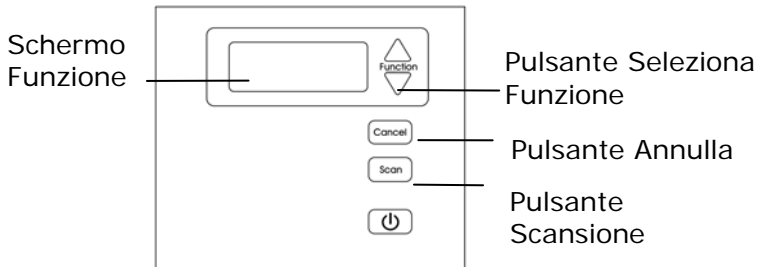 Schermo
Funzione
Function
Pulsante Seleziona
Funzione
Cancel
Pulsante Annulla
Scan
Pulsante
Scansione